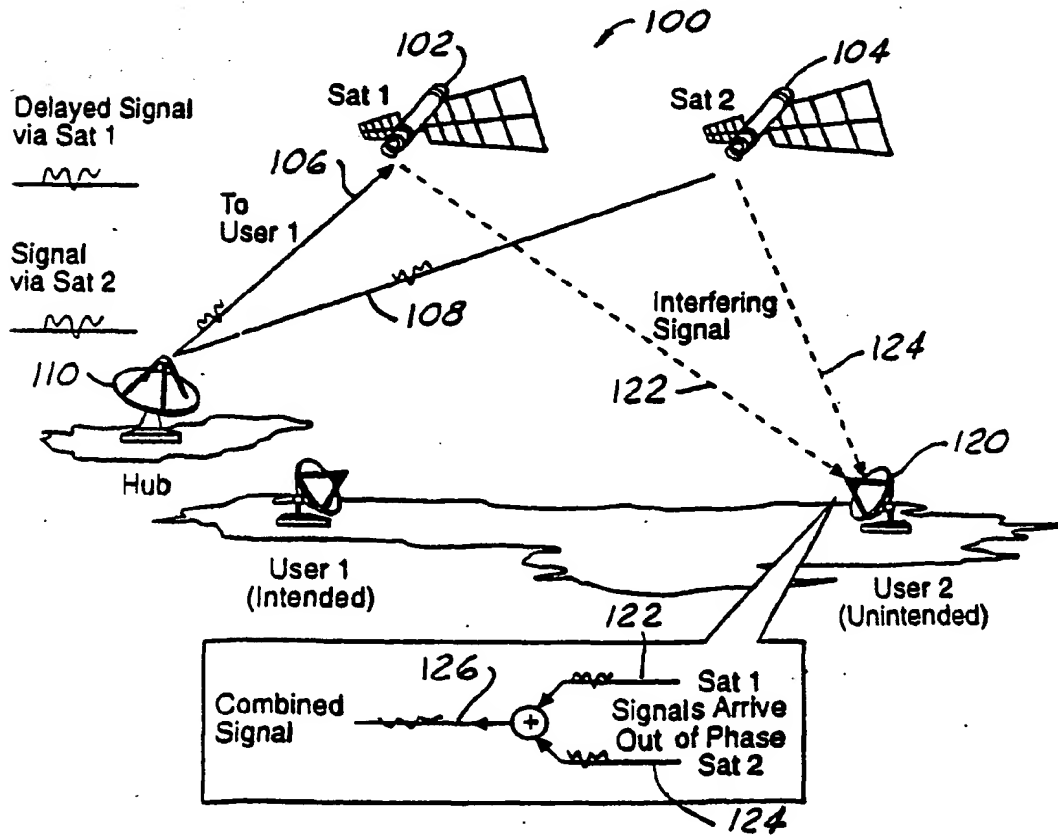 100
102
104
Sat 1
Sat 2
Delayed Signal
via Sat 1
106
To
User 1
Signal
via Sat 2
108
Interfering
Signal
122
124
110
120
Hub
User 1
(Intended)
User 2
(Unintended)
122
126
Combined
Signal
+
Sat 1
Signals Arrive
Out of Phase
Sat 2
124